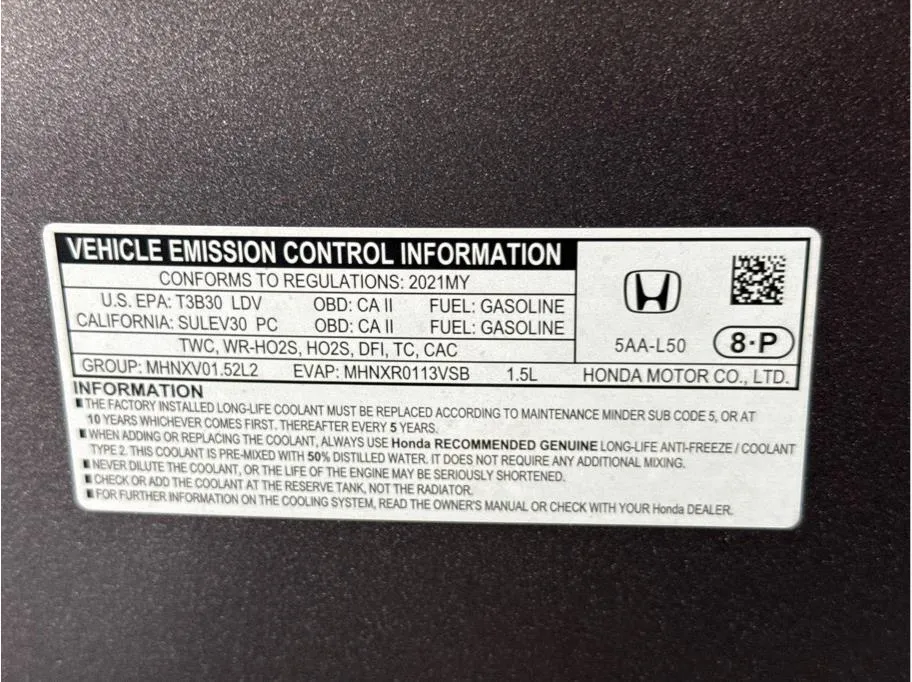 VEHICLE EMISSION CONTROL INFORMATION
CONFORMS TO REGULATIONS: 2021MY
U.S. EPA: T3B30 LDV OBD: CA II FUEL: GASOLINE
CALIFORNIA: SULEV30 PC OBD: CA II FUEL: GASOLINE
TWC, WR-HO2S, HO2S, DFI, TC, CAC
5AA-L50 8·P
GROUP: MHNXV01.52L2 EVAP: MHNXR0113VSB 1.5L HONDA MOTOR CO., LTD.
INFORMATION
THE FACTORY INSTALLED LONG-LIFE COOLANT MUST BE REPLACED ACCORDING TO MAINTENANCE MINDER SUB CODE 5, OR AT
10 YEARS WHICHEVER COMES FIRST. THEREAFTER EVERY 5 YEARS.
WHEN ADDING OR REPLACING THE COOLANT, ALWAYS USE Honda RECOMMENDED GENUINE LONG-LIFE ANTI-FREEZE / COOLANT
TYPE 2. THIS COOLANT IS PRE-MIXED WITH 50% DISTILLED WATER. IT DOES NOT REQUIRE ANY ADDITIONAL MIXING.
NEVER DILUTE THE COOLANT, OR THE LIFE OF THE ENGINE MAY BE SERIOUSLY SHORTENED.
CHECK OR ADD THE COOLANT AT THE RESERVE TANK, NOT THE RADIATOR.
FOR FURTHER INFORMATION ON THE COOLING SYSTEM, READ THE OWNER'S MANUAL OR CHECK WITH YOUR Honda DEALER.